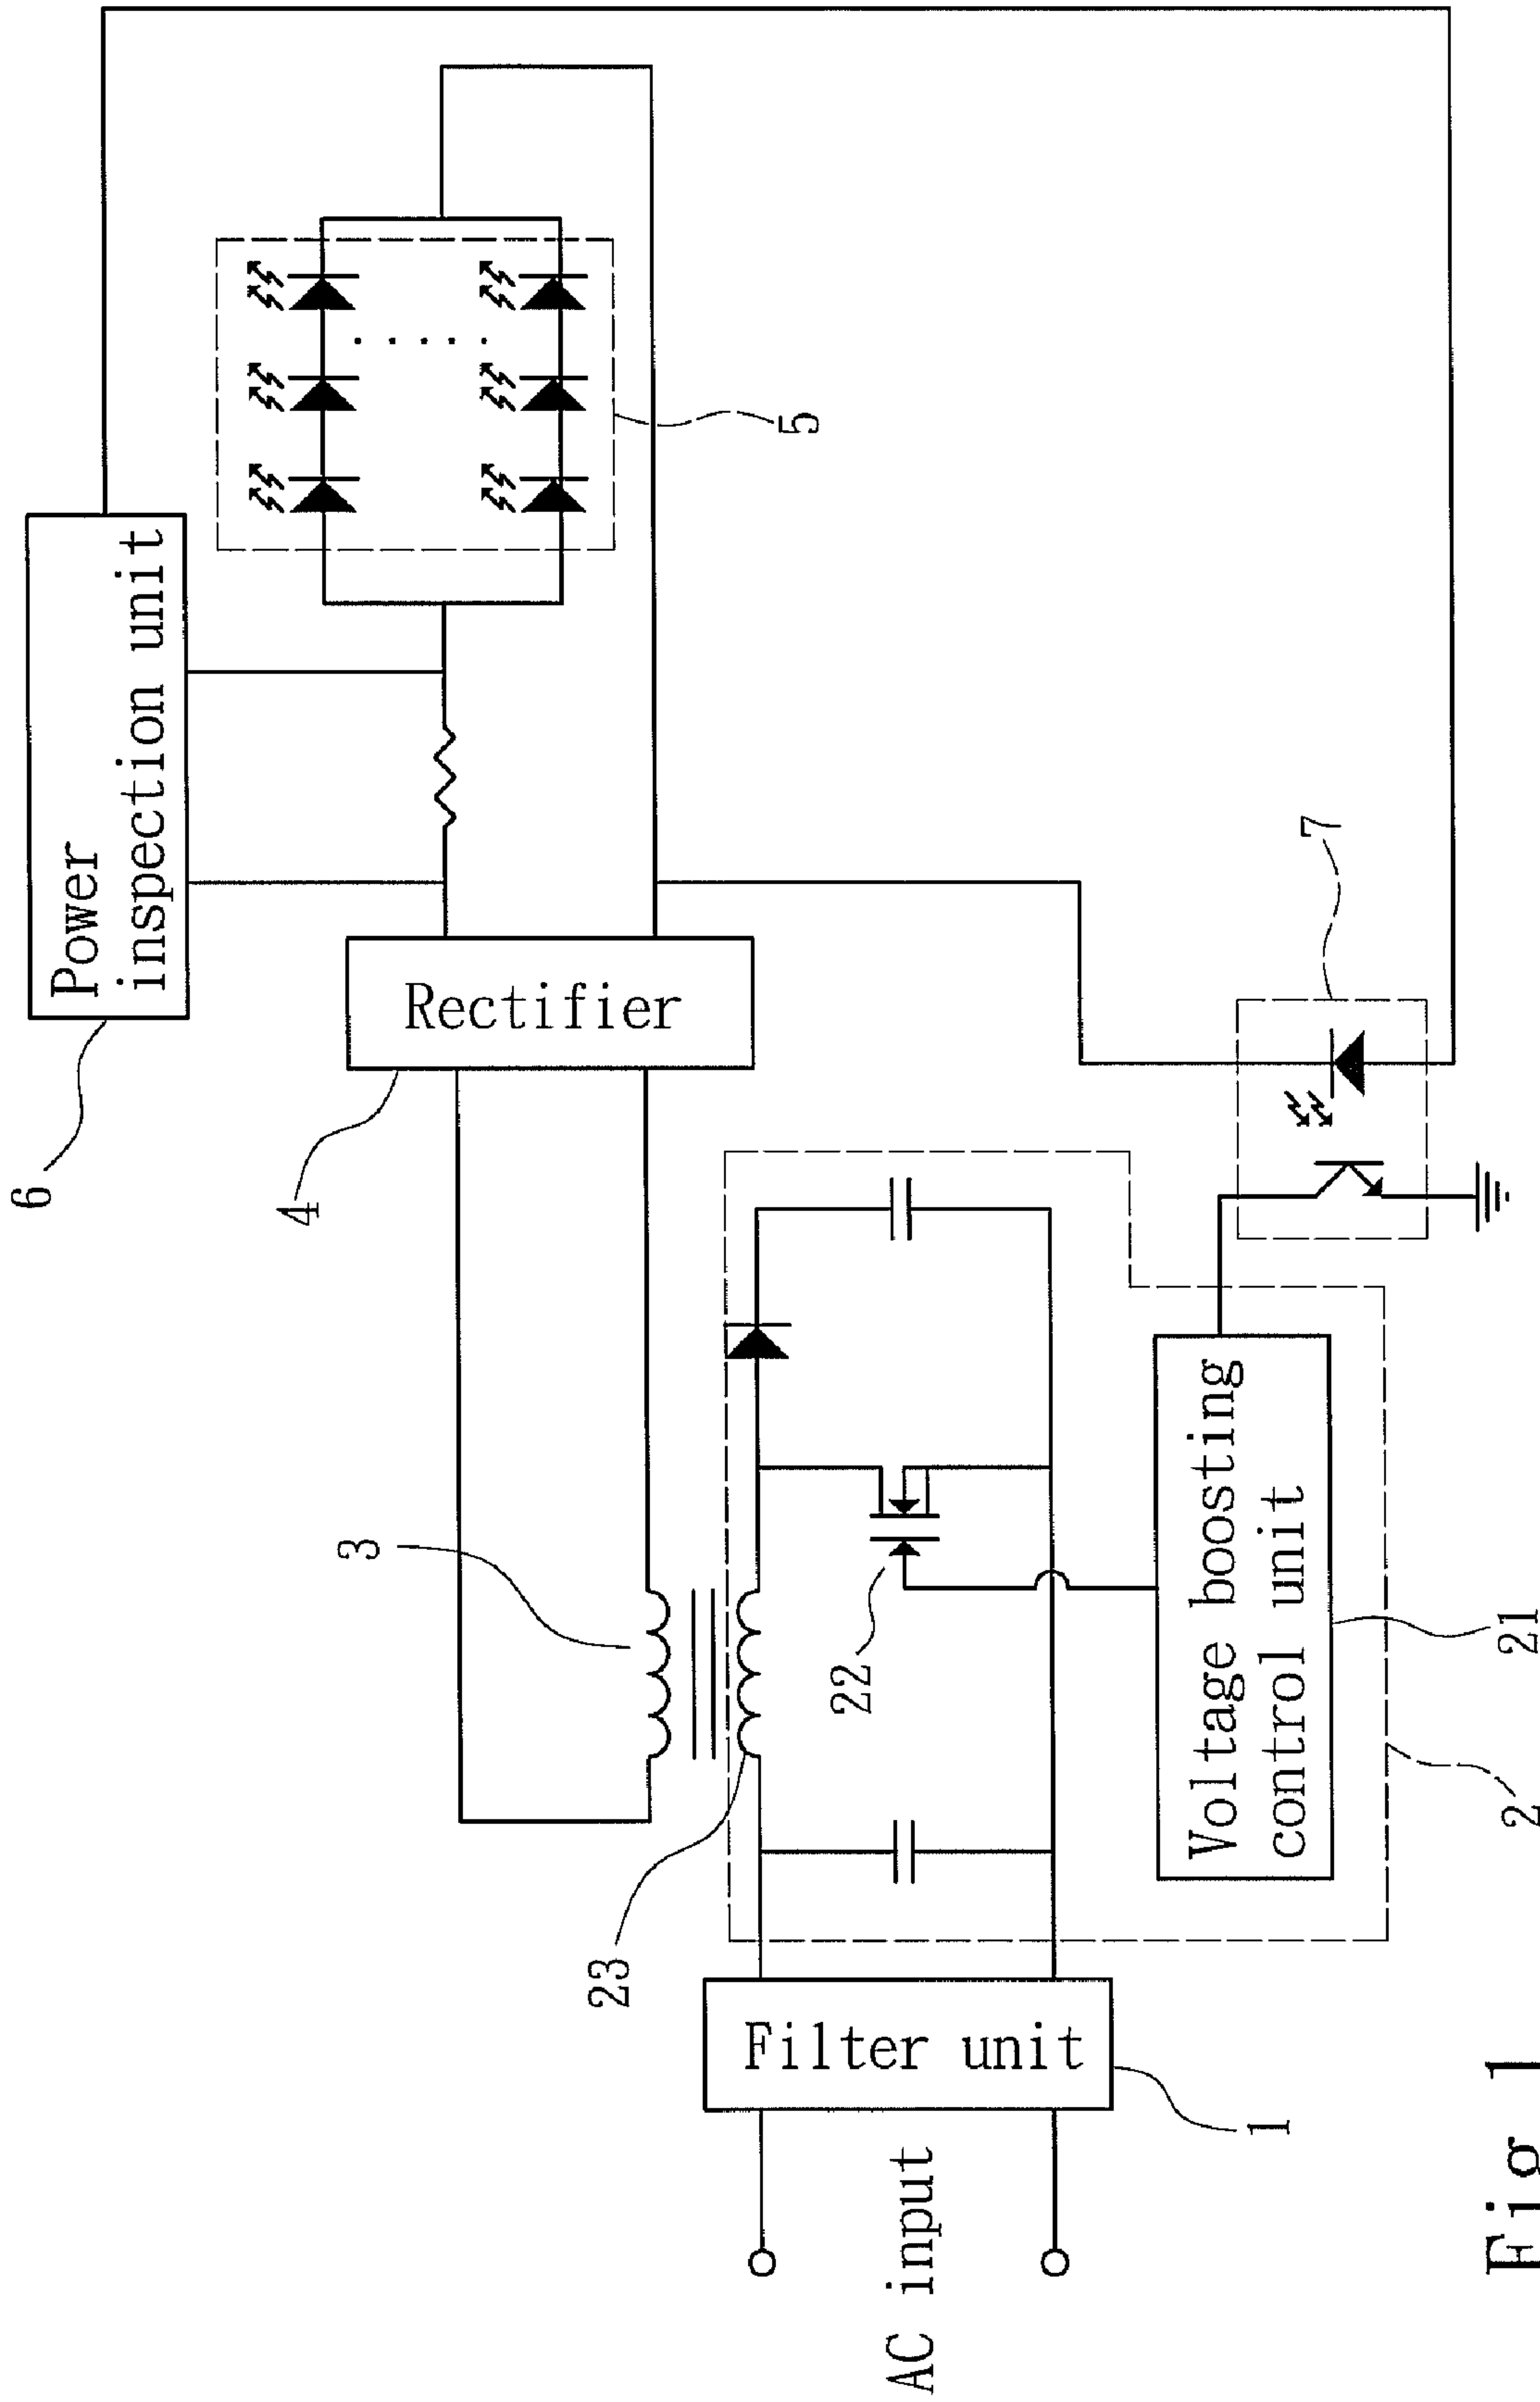 6
Power
inspection unit
4
Rectifier
5
3
23
22
7
AC input
Filter unit
1
Voltage boosting
control unit
21
2
Fig 1